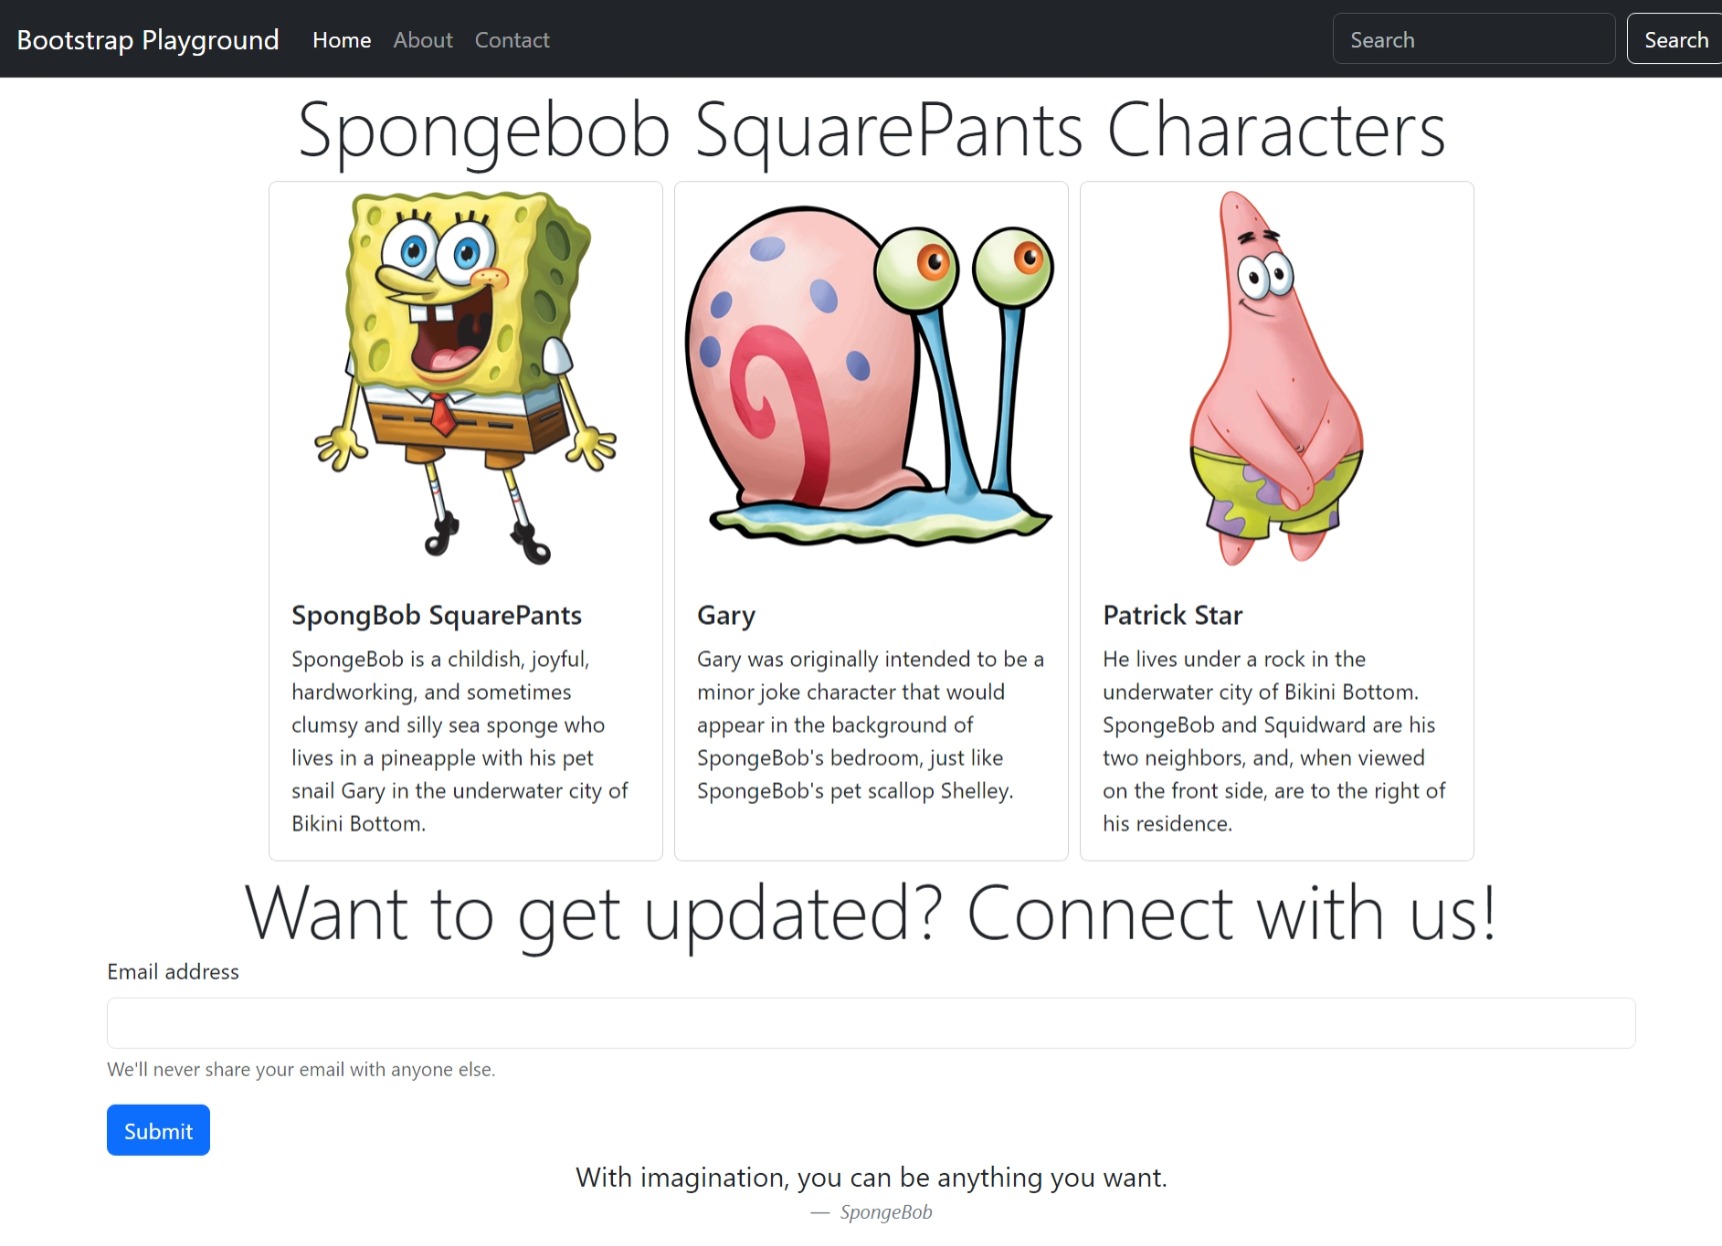 Bootstrap Playground Home About Contact Search Search
Spongebob SquarePants Characters
SpongBob SquarePants
SpongeBob is a childish, joyful,
hardworking, and sometimes
clumsy and silly sea sponge who
lives in a pineapple with his pet
snail Gary in the underwater city of
Bikini Bottom.
Gary
Gary was originally intended to be a
minor joke character that would
appear in the background of
SpongeBob's bedroom, just like
SpongeBob's pet scallop Shelley.
Patrick Star
He lives under a rock in the
underwater city of Bikini Bottom.
SpongeBob and Squidward are his
two neighbors, and, when viewed
on the front side, are to the right of
his residence.
Want to get updated? Connect with us!
Email address
We'll never share your email with anyone else.
Submit
With imagination, you can be anything you want.
— SpongeBob